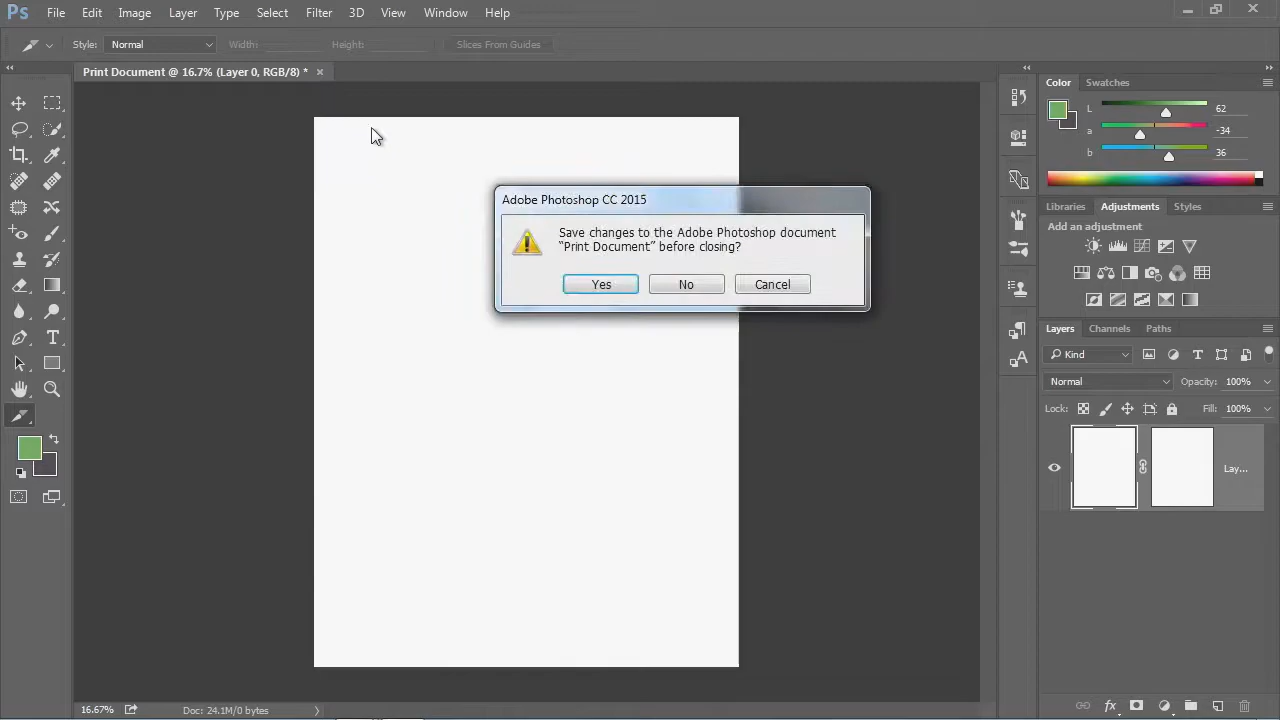 Ps File Edit Image Layer Type Select Filter 3D View Window Help
Style: Normal Width: Height: Slices From Guides
Print Document @ 16.7% (Layer 0, RGB/8) * ×
Color Swatches
L 62
a -34
b 36
Adobe Photoshop CC 2015
Save changes to the Adobe Photoshop document
“Print Document” before closing?
Yes No Cancel
Libraries Adjustments Styles
Add an adjustment
Layers Channels Paths
Kind
Normal Opacity: 100%
Lock: Fill: 100%
Lay...
fx
16.67% Doc: 24.1M/0 bytes